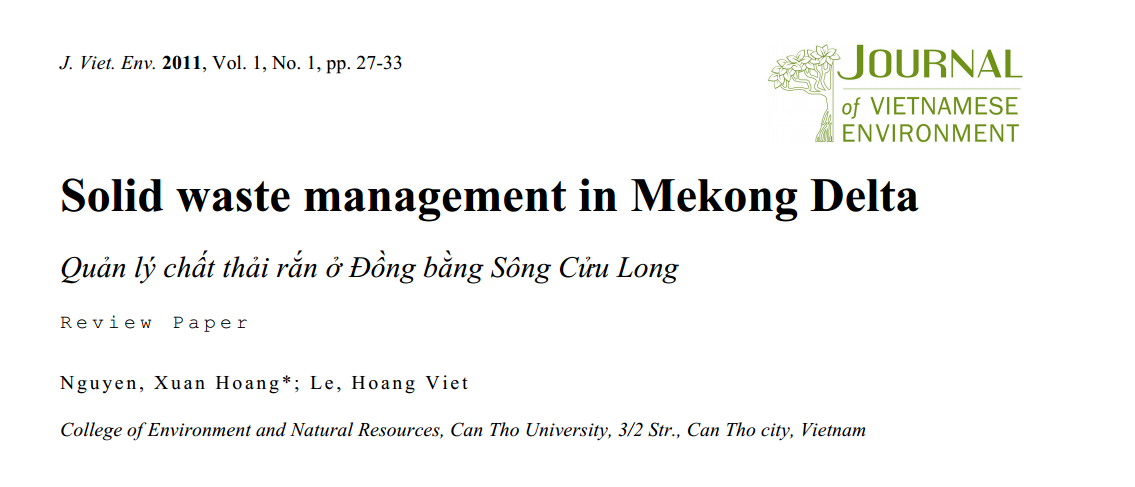 J. Viet. Env. 2011, Vol. 1, No. 1, pp. 27-33
JOURNAL
of VIETNAMESE
ENVIRONMENT
Solid waste management in Mekong Delta
Quản lý chất thải rắn ở Đồng bằng Sông Cửu Long
Review Paper
Nguyen, Xuan Hoang*; Le, Hoang Viet
College of Environment and Natural Resources, Can Tho University, 3/2 Str., Can Tho city, Vietnam